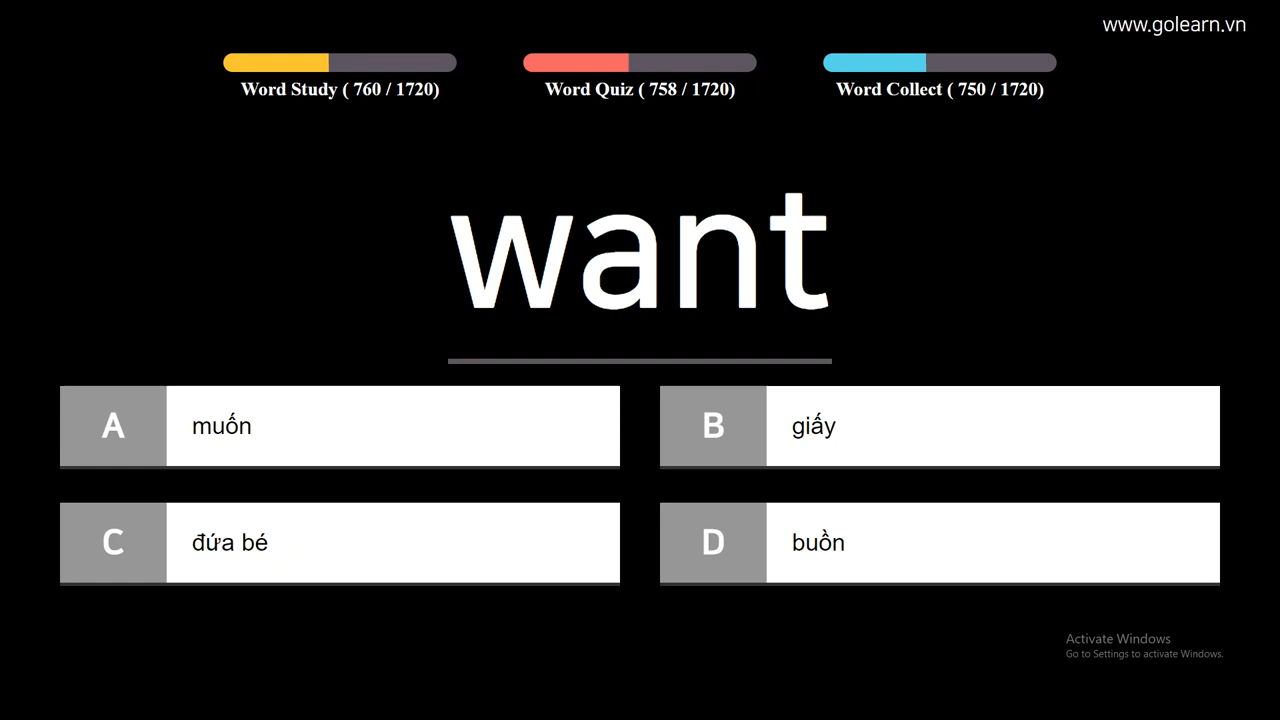 www.golearn.vn
Word Study ( 760 / 1720)
Word Quiz ( 758 / 1720)
Word Collect ( 750 / 1720)
want
A muốn
B giấy
C đứa bé
D buồn
Activate Windows
Go to Settings to activate Windows.